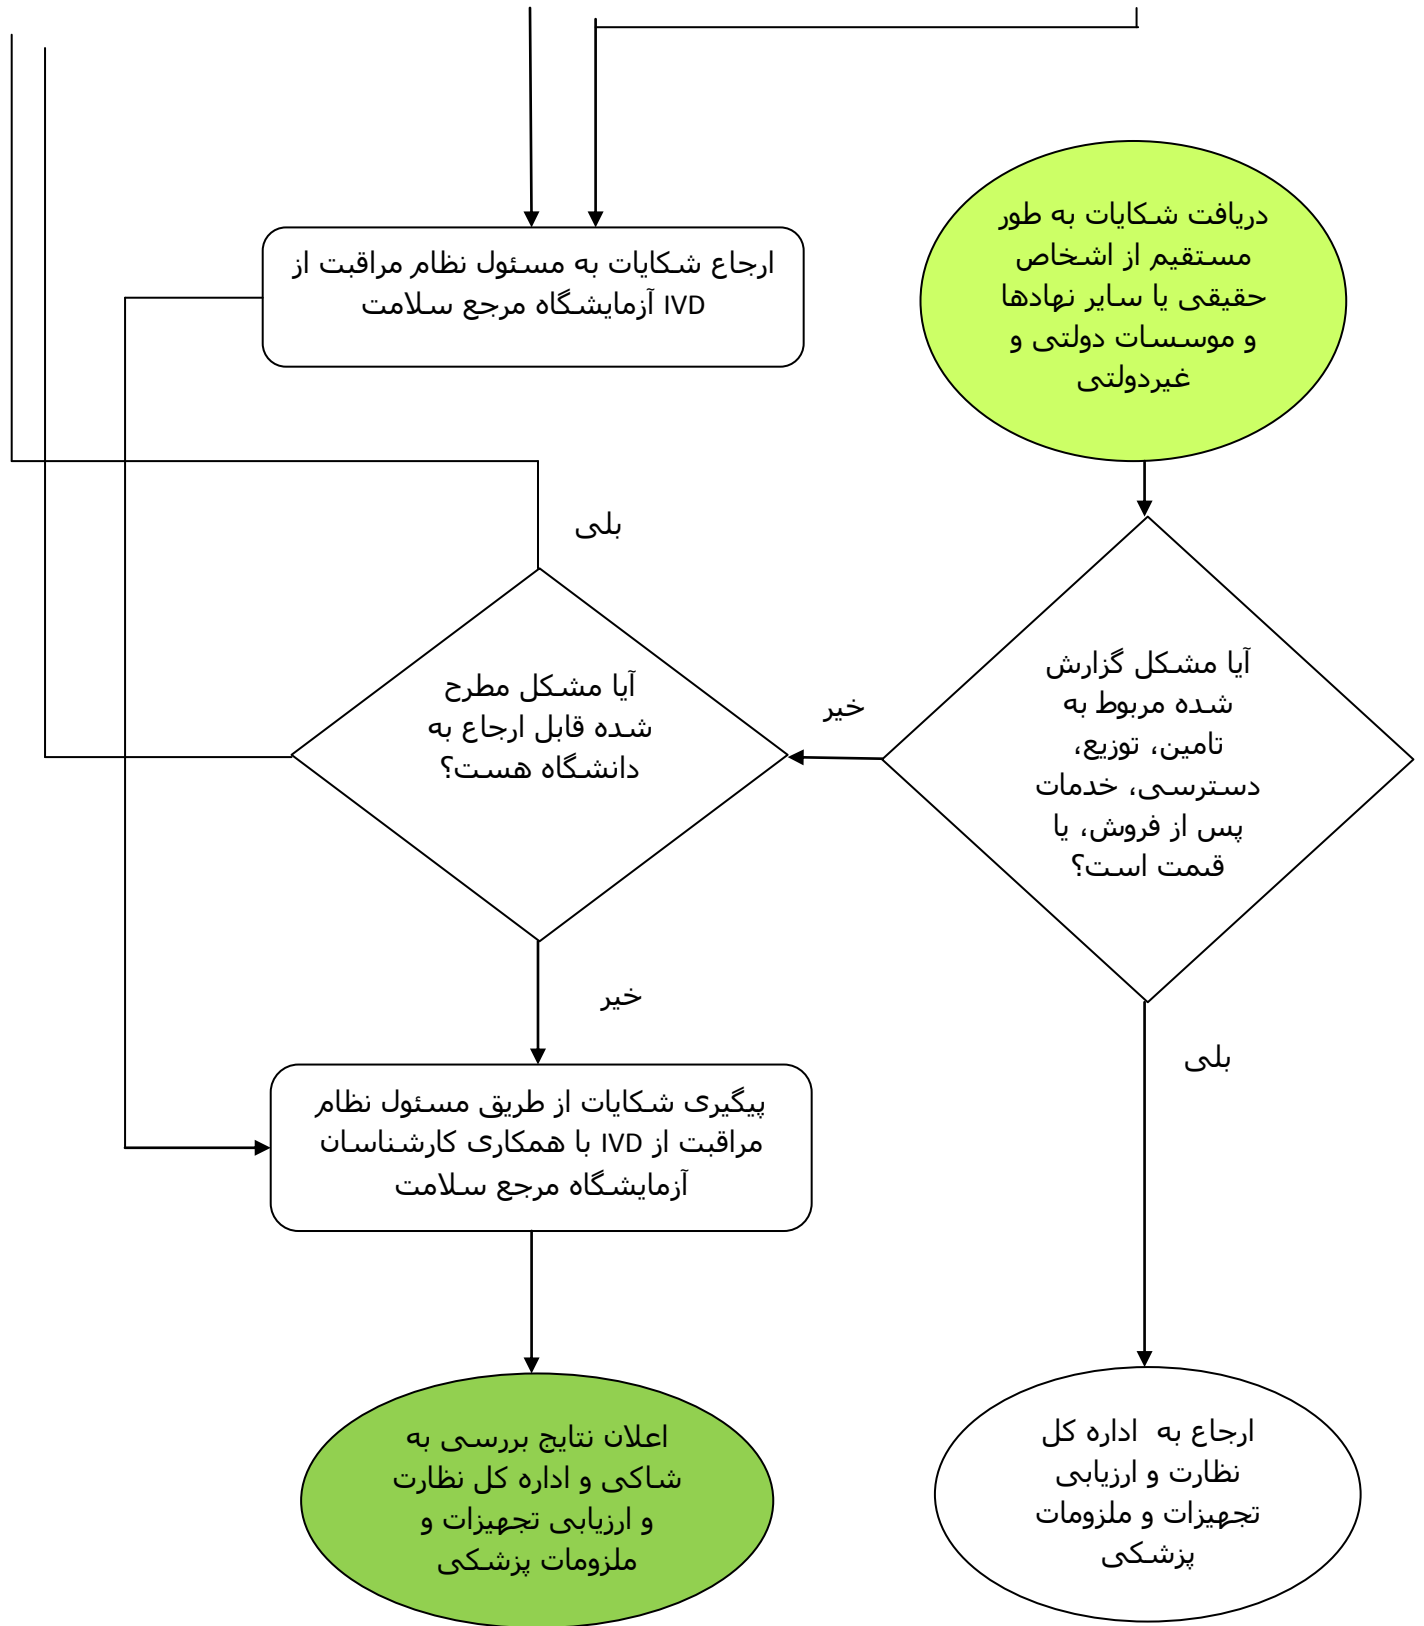 دریافت شکایات به طور
مستقیم از اشخاص
حقیقی یا سایر نهادها
و موسسات دولتی و
غیردولتی
ارجاع شکایات به مسئول نظام مراقبت از
IVD آزمایشگاه مرجع سلامت
بلی
آیا مشکل گزارش
شده مربوط به
تامین، توزیع،
دسترسی، خدمات
پس از فروش، یا
قیمت است؟
خیر
آیا مشکل مطرح
شده قابل ارجاع به
دانشگاه هست؟
خیر
بلی
پیگیری شکایات از طریق مسئول نظام
مراقبت از IVD با همکاری کارشناسان
آزمایشگاه مرجع سلامت
ارجاع به اداره کل
نظارت و ارزیابی
تجهیزات و ملزومات
پزشکی
اعلان نتایج بررسی به
شاکی و اداره کل نظارت
و ارزیابی تجهیزات و
ملزومات پزشکی